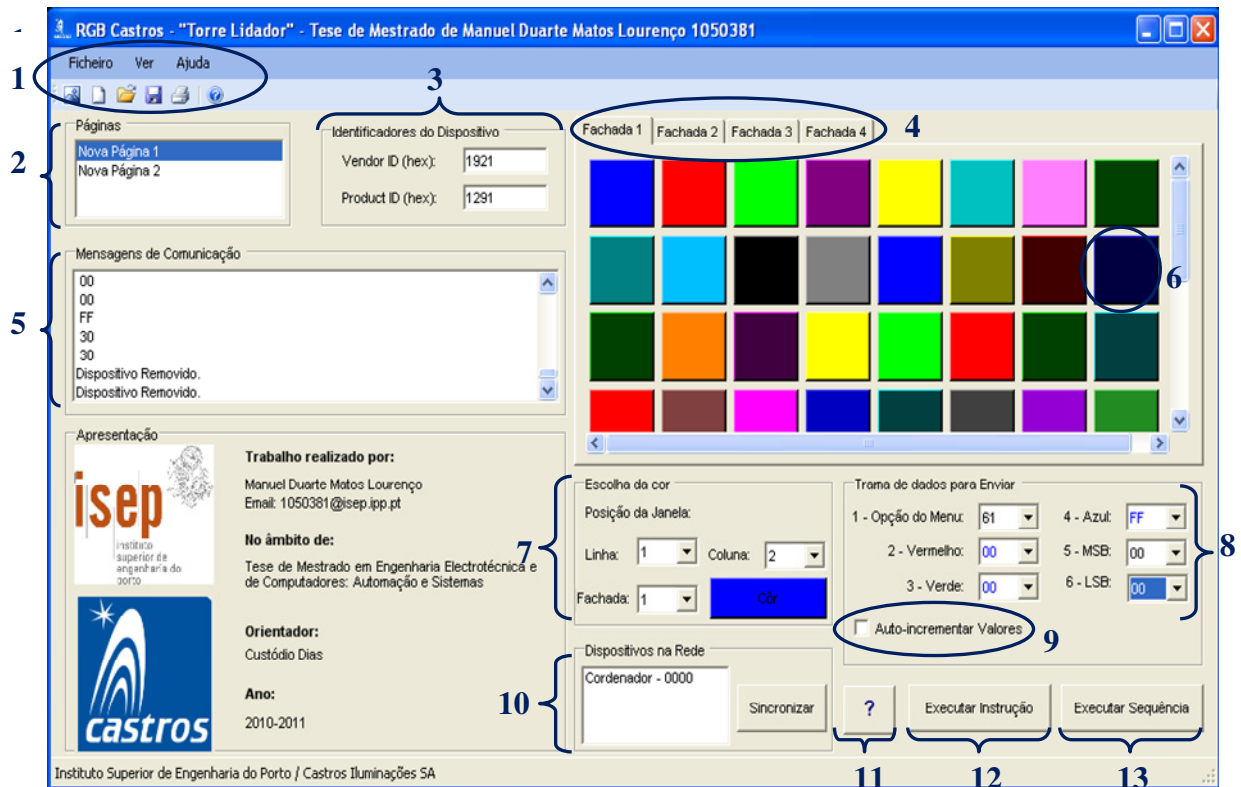 RGB Castros - "Torre Lidador" - Tese de Mestrado de Manuel Duarte Matos Lourenço 1050381
Ficheiro Ver Ajuda
1
3
Páginas
Nova Página 1
Nova Página 2
2
Identificadores do Dispositivo
Vendor ID (hex): 1921
Product ID (hex): 1291
Fachada 1 Fachada 2 Fachada 3 Fachada 4
4
6
Mensagens de Comunicação
00
00
FF
30
30
Dispositivo Removido.
Dispositivo Removido.
5
Apresentação
isep
instituto
superior de
engenharia do
porto
castros
Trabalho realizado por:
Manuel Duarte Matos Lourenço
Email: 1050381@isep.ipp.pt
No âmbito de:
Tese de Mestrado em Engenharia Electrotécnica e
de Computadores: Automação e Sistemas
Orientador:
Custódio Dias
Ano:
2010-2011
Escolha da cor
Posição da Janela:
Linha: 1 Coluna: 2
Fachada: 1 Côr
7
Trama de dados para Enviar
1 - Opção do Menu: 61 4 - Azul: FF
2 - Vermelho: 00 5 - MSB: 00
3 - Verde: 00 6 - LSB: 00
8
Auto-incrementar Valores
9
Dispositivos na Rede
Cordenador - 0000
Sincronizar
10
? Executar Instrução Executar Sequência
11 12 13
Instituto Superior de Engenharia do Porto / Castros Iluminações SA